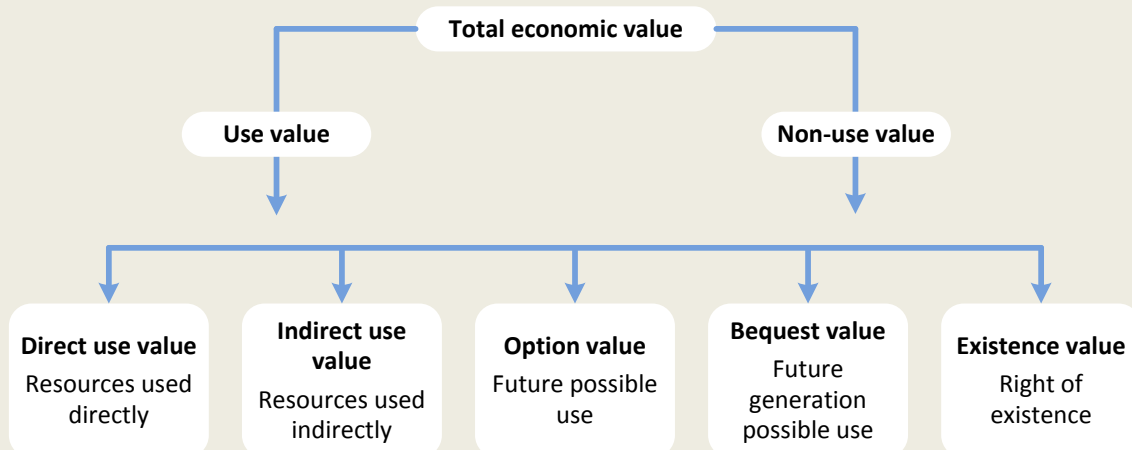 Total economic value
Use value
Non-use value
Direct use value
Resources used
directly
Indirect use
value
Resources used
indirectly
Option value
Future possible
use
Bequest value
Future
generation
possible use
Existence value
Right of
existence